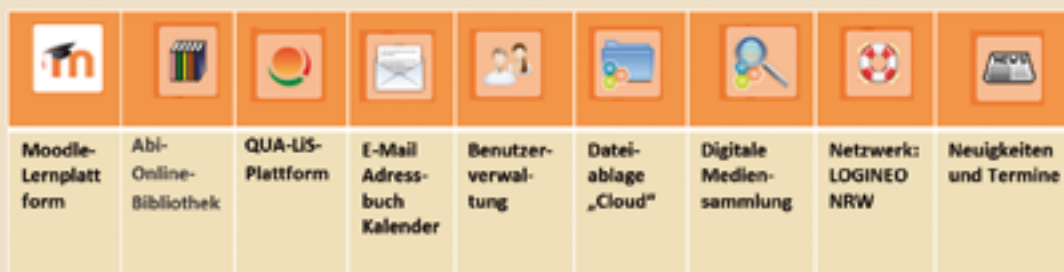 Moodle-
Lernplatt
form
Abi-
Online-
Bibliothek
QUA-LiS-
Plattform
E-Mail
Adress-
buch
Kalender
Benutzer-
verwal-
tung
Datei-
ablage
„Cloud“
Digitale
Medien-
sammlung
Netzwerk:
LOGINEO
NRW
NEWS
Neuigkeiten
und Termine